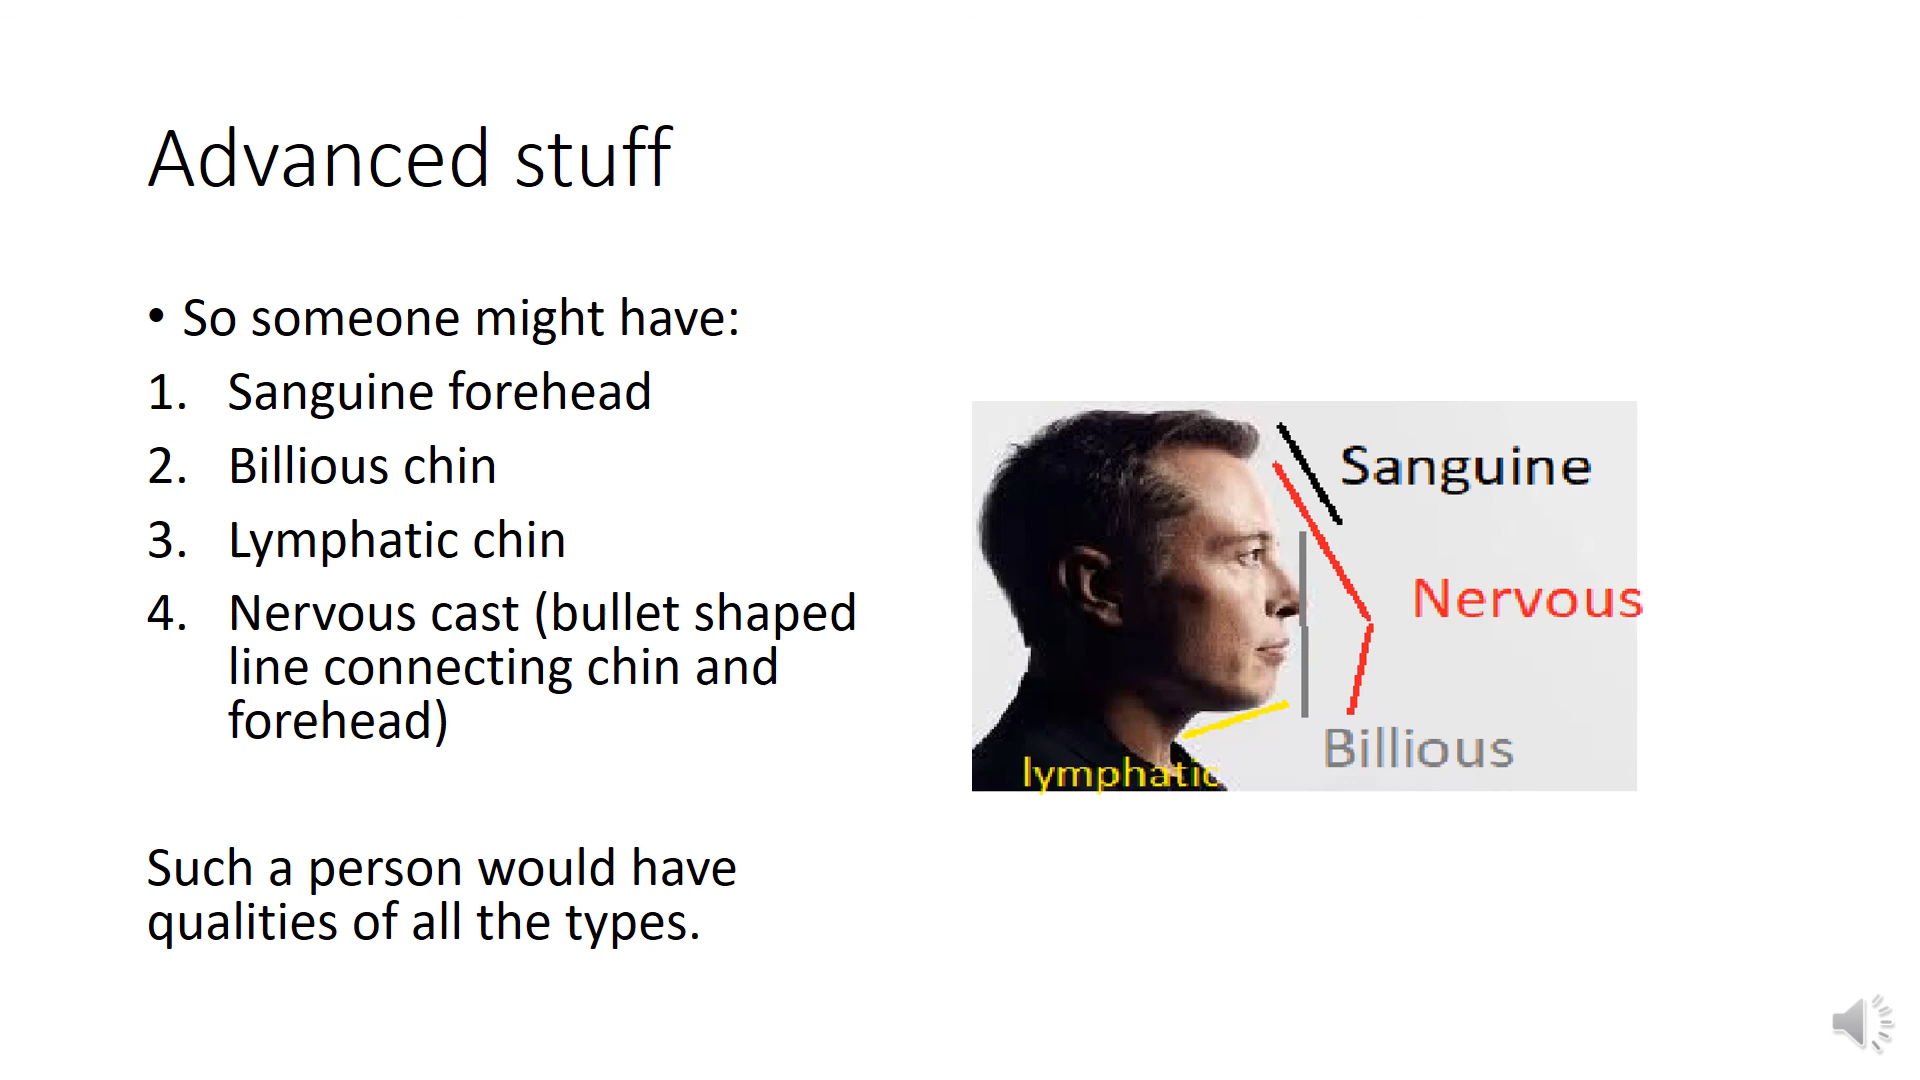 Advanced stuff
• So someone might have:
1. Sanguine forehead
2. Billious chin
3. Lymphatic chin
4. Nervous cast (bullet shaped
line connecting chin and
forehead)
Such a person would have
qualities of all the types.
Sanguine
Nervous
Billious
lymphatic